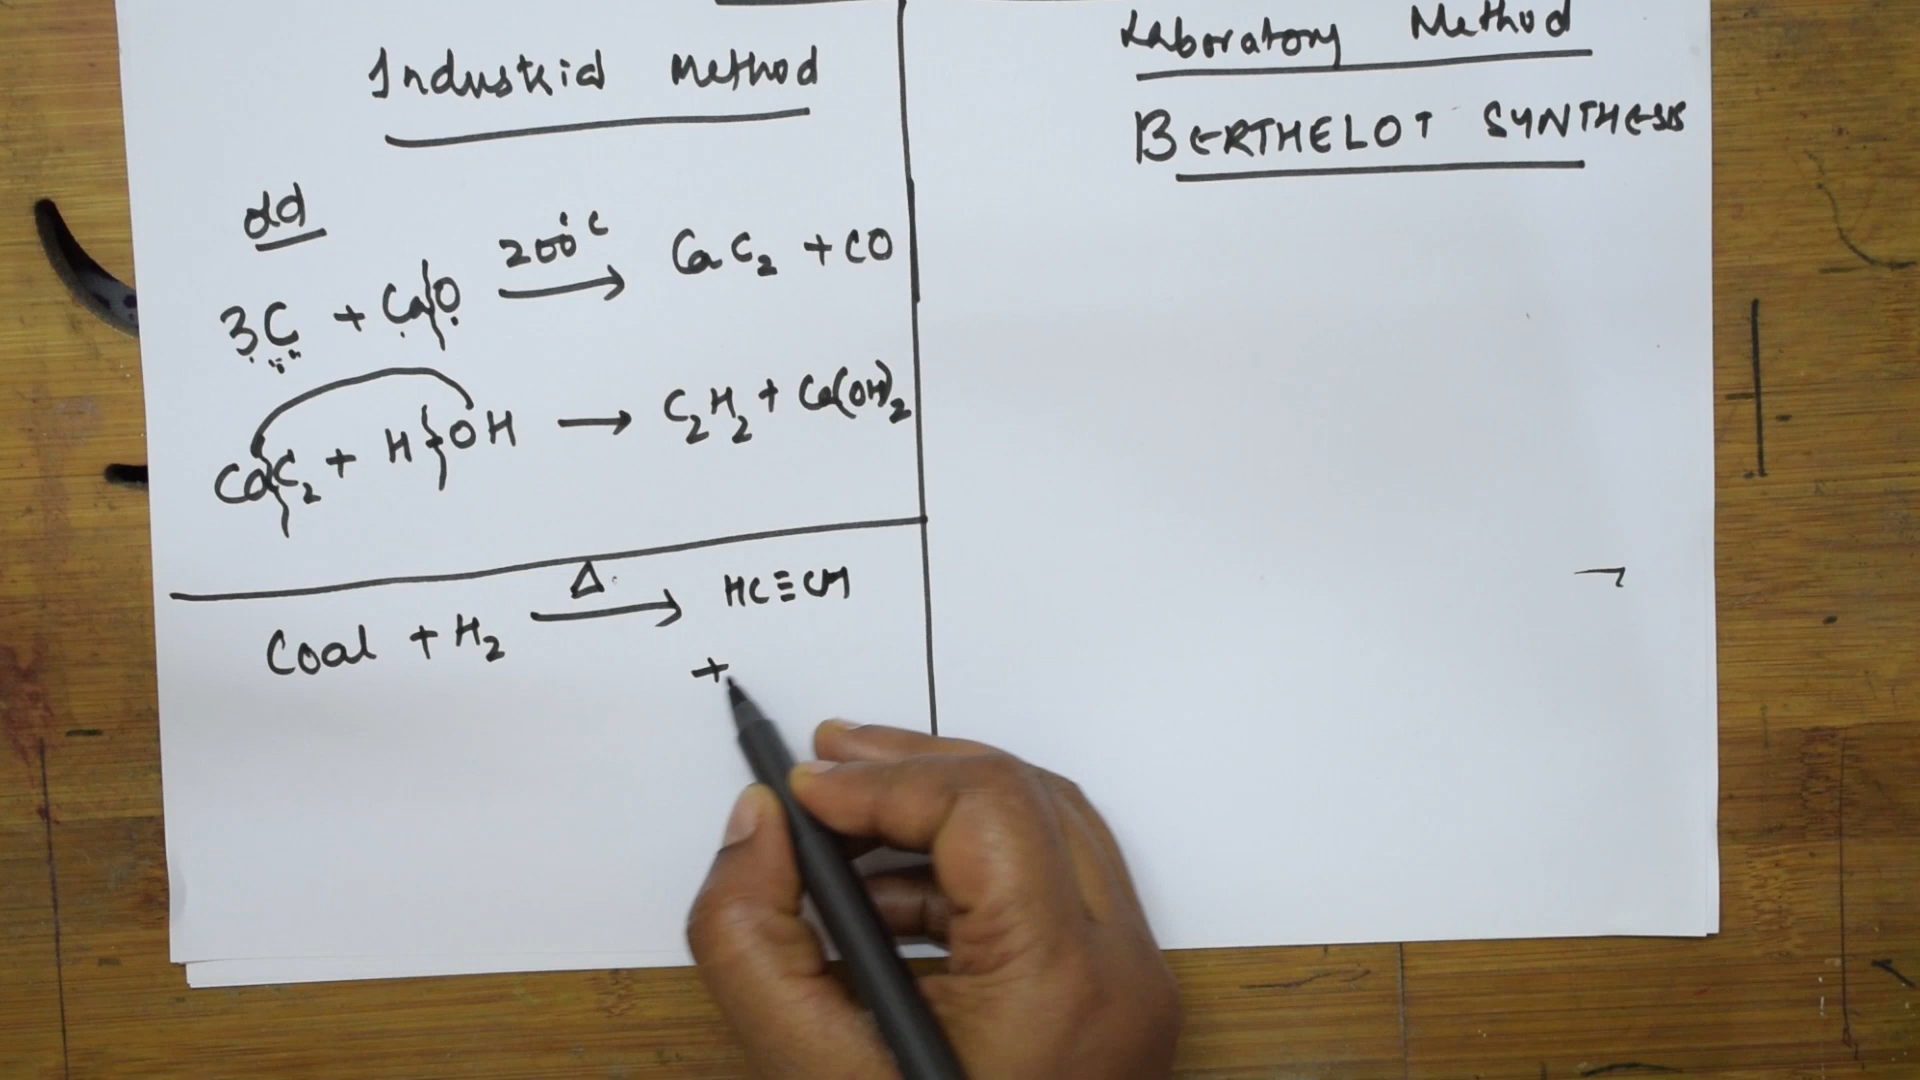 Industrial Method
old
3C + CaO 200°C → CaC₂ + CO
CaC₂ + H OH → C₂H₂ + Ca(OH)₂
Coal + H₂ Δ → HC≡CH
+
Laboratory Method
BERTHELOT SYNTHESIS